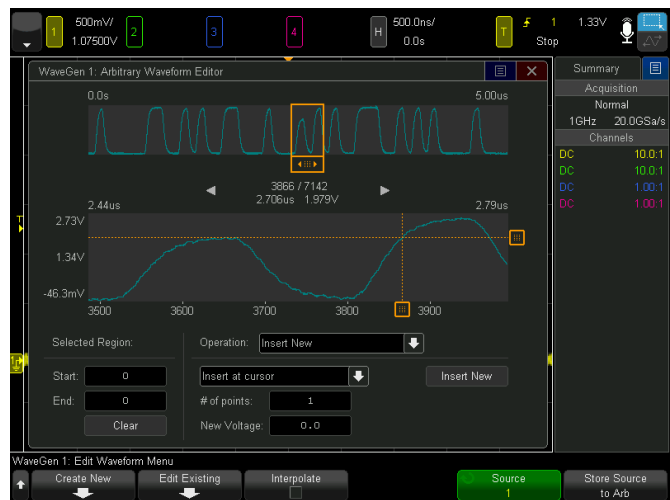 1 500mV/ 1.07500V 2 3 4 H 500.0ns/ 0.0s T 1 Stop 1.33V
WaveGen 1: Arbitrary Waveform Editor
Summary
Acquisition
Normal
1GHz 20.0GSa/s
Channels
DC 10.0:1
DC 10.0:1
DC 1.00:1
DC 1.00:1
0.0s 5.00us
3866 / 7142
2.706us 1.979V
2.44us 2.79us
2.73V
1.34V
-46.3mV
3500 3600 3700 3800 3900
T
Selected Region:
Operation: Insert New
Start: 0
Insert at cursor
Insert New
End: 0
# of points: 1
Clear
New Voltage: 0.0
WaveGen 1: Edit Waveform Menu
Create New
Edit Existing
Interpolate
Source
1
Store Source
to Arb